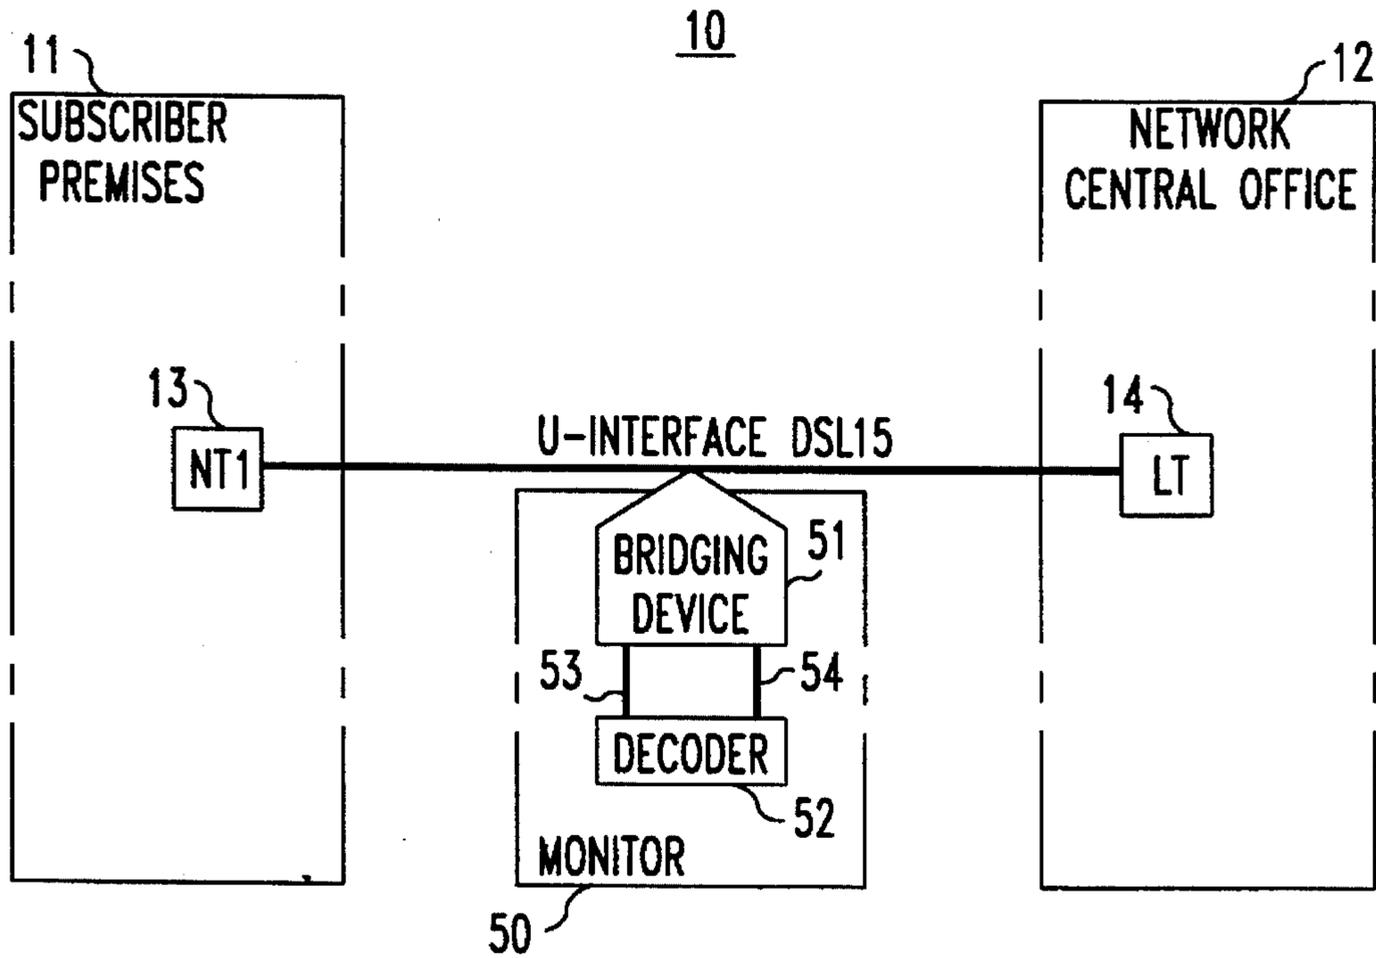 10
11
12
SUBSCRIBER
PREMISES
NETWORK
CENTRAL OFFICE
13
NT1
U-INTERFACE DSL15
14
LT
BRIDGING
DEVICE
51
53
54
DECODER
52
MONITOR
50